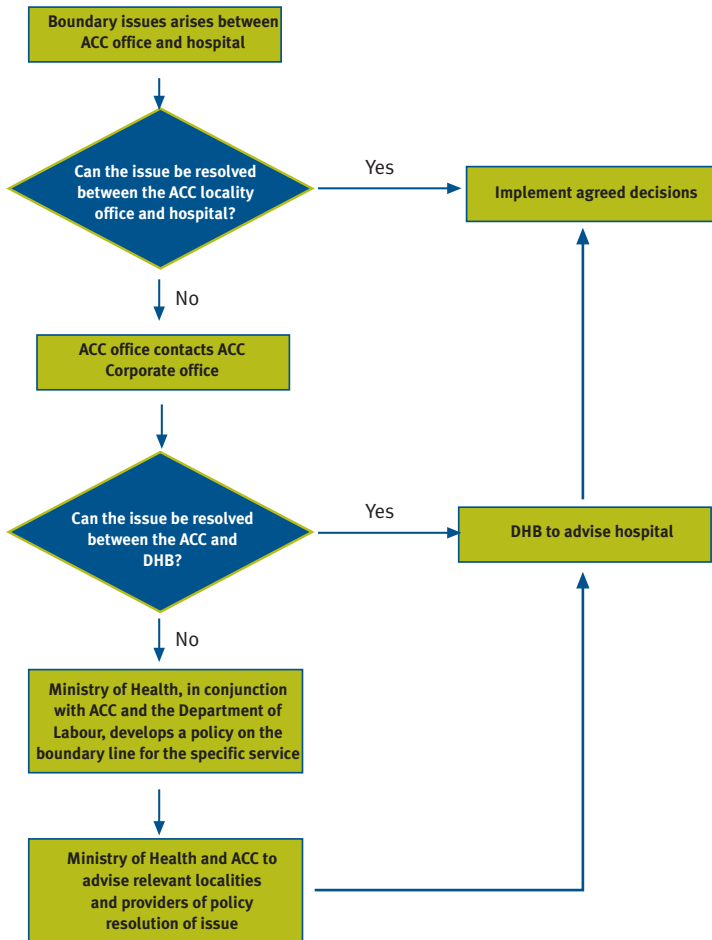 Boundary issues arises between
ACC office and hospital
Can the issue be resolved
between the ACC locality
office and hospital?
Yes
Implement agreed decisions
No
ACC office contacts ACC
Corporate office
Can the issue be resolved
between the ACC and
DHB?
Yes
DHB to advise hospital
No
Ministry of Health, in conjunction
with ACC and the Department of
Labour, develops a policy on the
boundary line for the specific service
Ministry of Health and ACC to
advise relevant localities
and providers of policy
resolution of issue